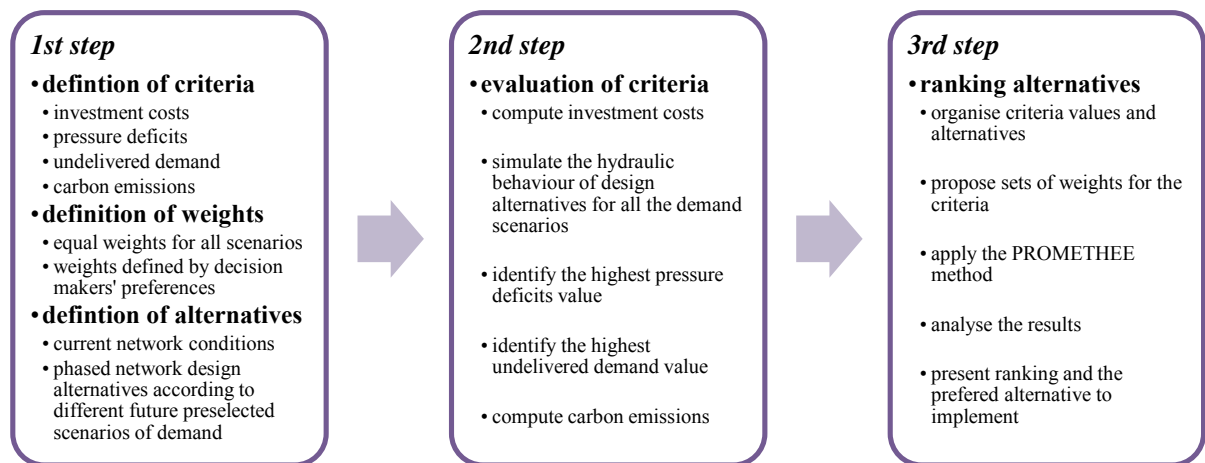 1st step
•defintion of criteria
• investment costs
• pressure deficits
• undelivered demand
• carbon emissions
•definition of weights
• equal weights for all scenarios
• weights defined by decision
makers' preferences
•defintion of alternatives
• current network conditions
• phased network design
alternatives according to
different future preselected
scenarios of demand
2nd step
•evaluation of criteria
• compute investment costs
• simulate the hydraulic
behaviour of design
alternatives for all the demand
scenarios
• identify the highest pressure
deficits value
• identify the highest
undelivered demand value
• compute carbon emissions
3rd step
•ranking alternatives
• organise criteria values and
alternatives
• propose sets of weights for the
criteria
• apply the PROMETHEE
method
• analyse the results
• present ranking and the
prefered alternative to
implement